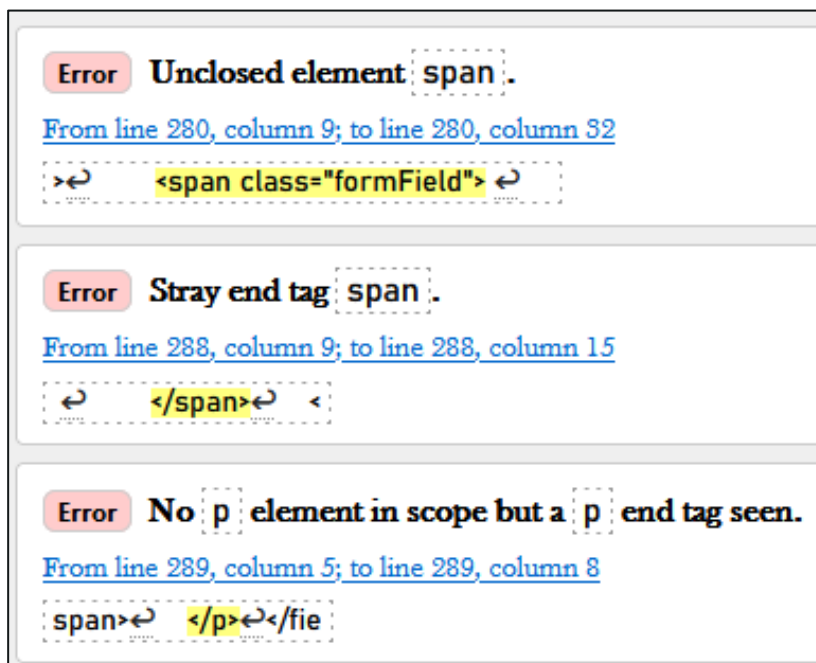 Error Unclosed element span.
From line 280, column 9; to line 280, column 32
>↩ <span class="formField"> ↩
Error Stray end tag span.
From line 288, column 9; to line 288, column 15
↩ </span>↩ <
Error No p element in scope but a p end tag seen.
From line 289, column 5; to line 289, column 8
span>↩ </p>↩</fie